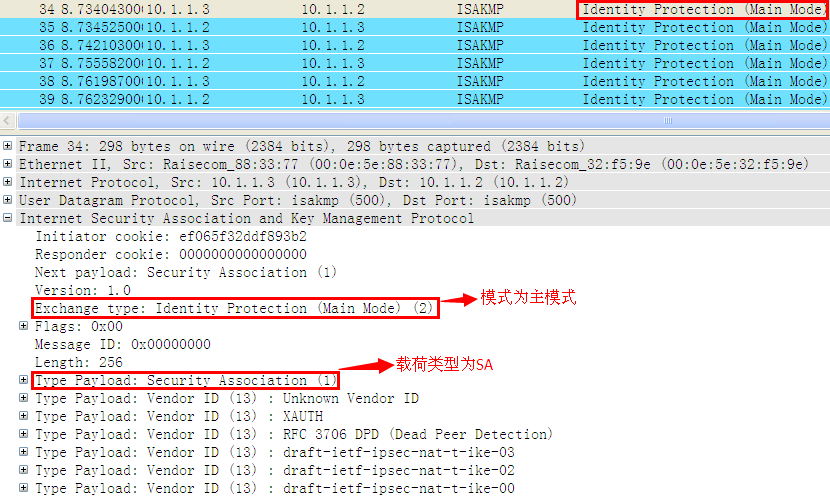 34 8.734043000 10.1.1.3 10.1.1.2 ISAKMP Identity Protection (Main Mode)
35 8.734525000 10.1.1.2 10.1.1.3 ISAKMP Identity Protection (Main Mode)
36 8.742103000 10.1.1.3 10.1.1.2 ISAKMP Identity Protection (Main Mode)
37 8.755582000 10.1.1.2 10.1.1.3 ISAKMP Identity Protection (Main Mode)
38 8.761987000 10.1.1.3 10.1.1.2 ISAKMP Identity Protection (Main Mode)
39 8.762329000 10.1.1.2 10.1.1.3 ISAKMP Identity Protection (Main Mode)
Frame 34: 298 bytes on wire (2384 bits), 298 bytes captured (2384 bits)
Ethernet II, Src: Raisecom_88:33:77 (00:0e:5e:88:33:77), Dst: Raisecom_32:f5:9e (00:0e:5e:32:f5:9e)
Internet Protocol, Src: 10.1.1.3 (10.1.1.3), Dst: 10.1.1.2 (10.1.1.2)
User Datagram Protocol, Src Port: isakmp (500), Dst Port: isakmp (500)
Internet Security Association and Key Management Protocol
Initiator cookie: ef065f32ddf893b2
Responder cookie: 0000000000000000
Next payload: Security Association (1)
Version: 1.0
Exchange type: Identity Protection (Main Mode) (2) 模式为主模式
Flags: 0x00
Message ID: 0x00000000
Length: 256 载荷类型为SA
Type Payload: Security Association (1)
Type Payload: Vendor ID (13) : Unknown Vendor ID
Type Payload: Vendor ID (13) : XAUTH
Type Payload: Vendor ID (13) : RFC 3706 DPD (Dead Peer Detection)
Type Payload: Vendor ID (13) : draft-ietf-ipsec-nat-t-ike-03
Type Payload: Vendor ID (13) : draft-ietf-ipsec-nat-t-ike-02
Type Payload: Vendor ID (13) : draft-ietf-ipsec-nat-t-ike-00